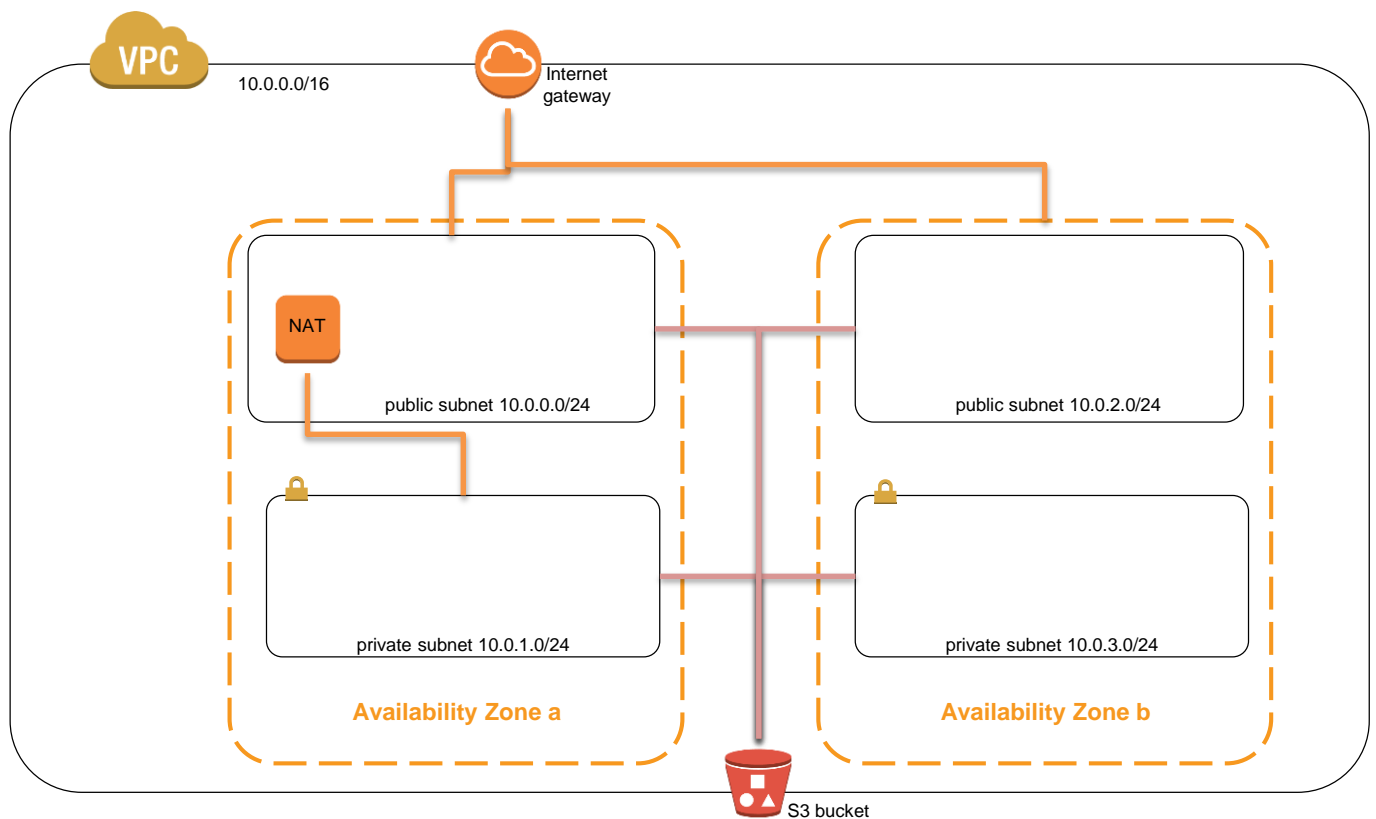 VPC
10.0.0.0/16
Internet
gateway
NAT
public subnet 10.0.0.0/24
public subnet 10.0.2.0/24
private subnet 10.0.1.0/24
private subnet 10.0.3.0/24
Availability Zone a
Availability Zone b
S3 bucket